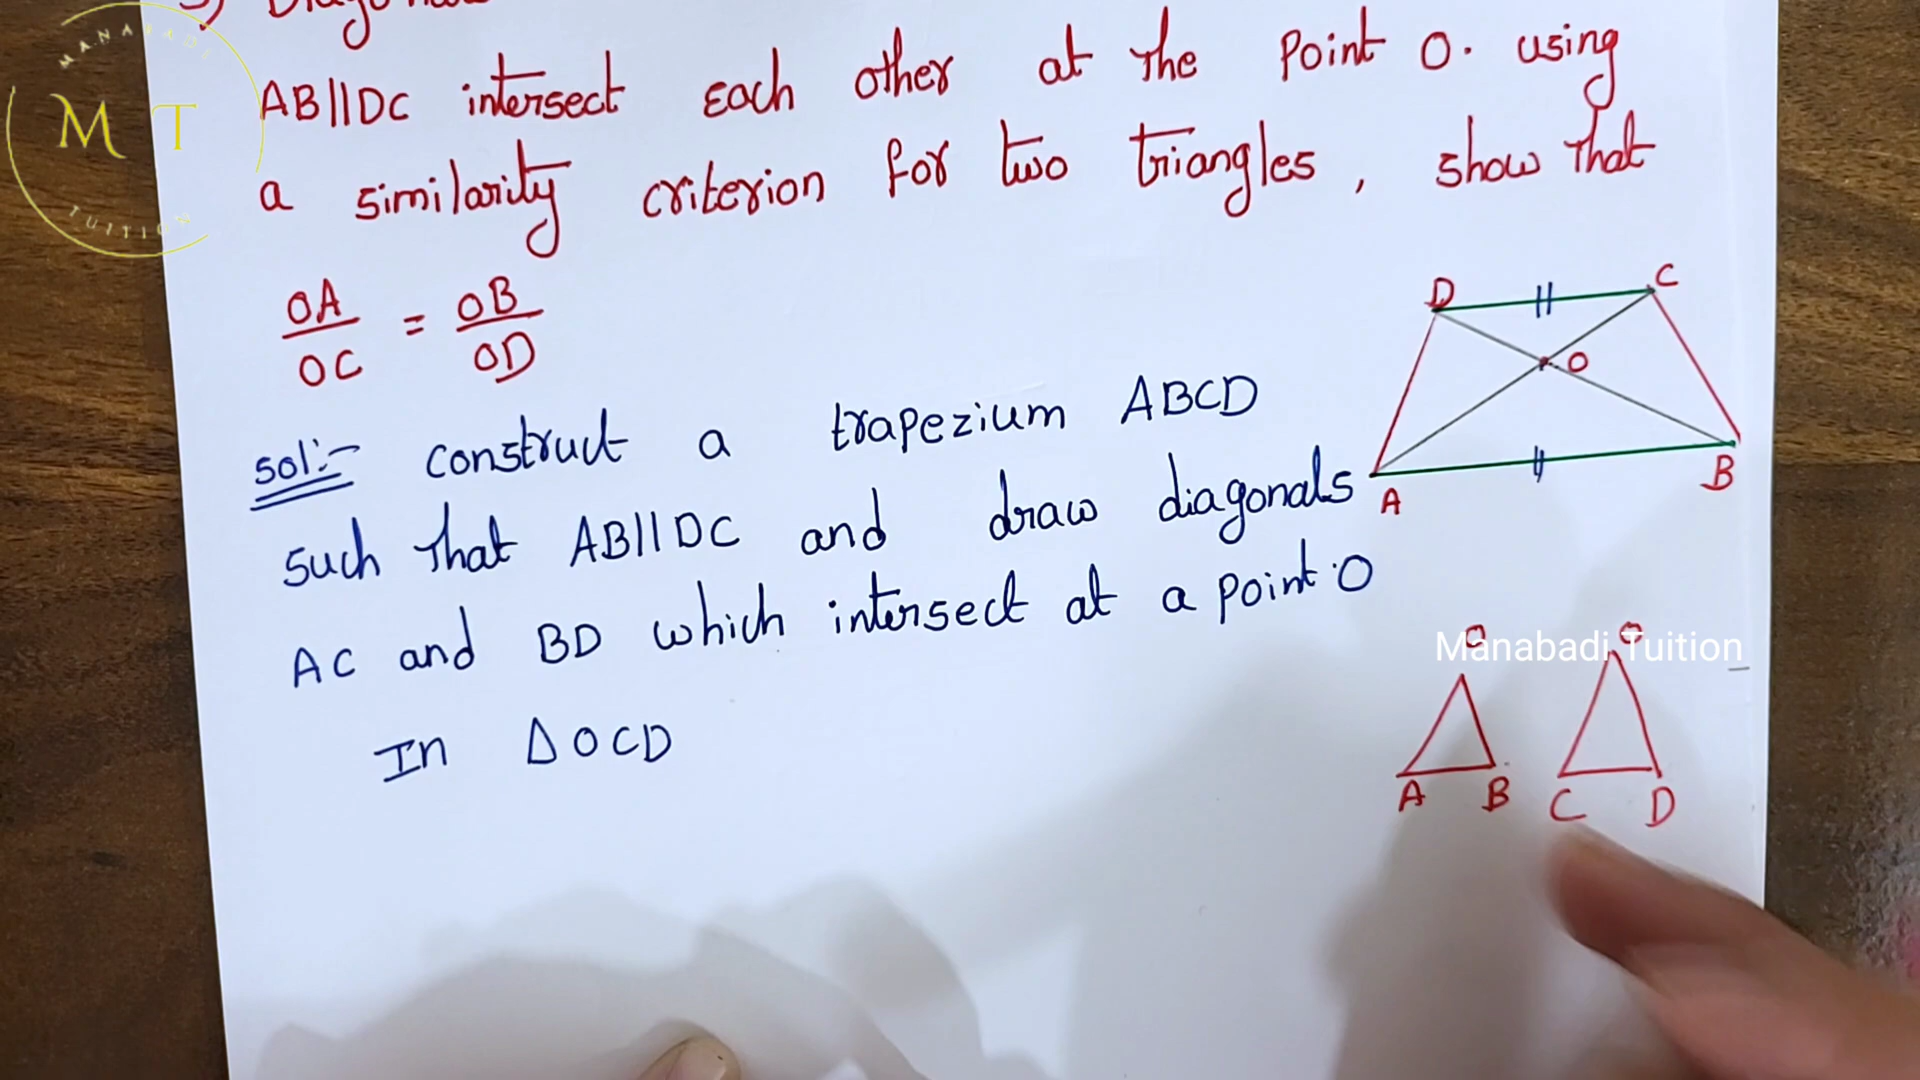 AB||DC intersect each other at the point O. using
a similarity criterion for two triangles, show that
OA/OC = OB/OD
sol:- construct a trapezium ABCD
such that AB||DC and draw diagonals
AC and BD which intersect at a point O
In ΔOCD
D C
O
A B
O O
A B C D
MANABADI
M T
TUITION
Manabadi Tuition